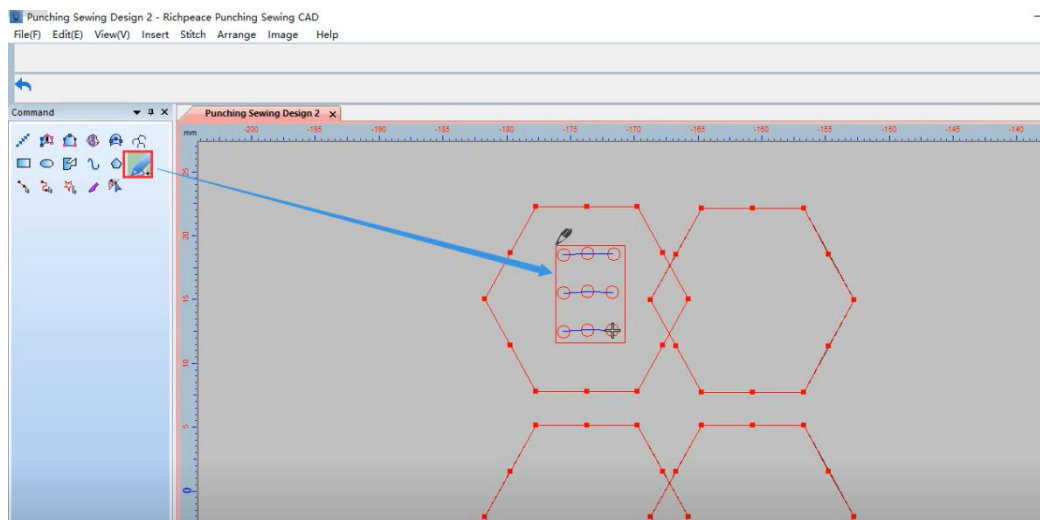 Punching Sewing Design 2 - Richpeace Punching Sewing CAD
File(F) Edit(E) View(V) Insert Stitch Arrange Image Help
Command
Punching Sewing Design 2 x
mm -200 -195 -190 -185 -180 -175 -170 -165 -160 -155 -150 -145 -140
25
20
15
10
5
0